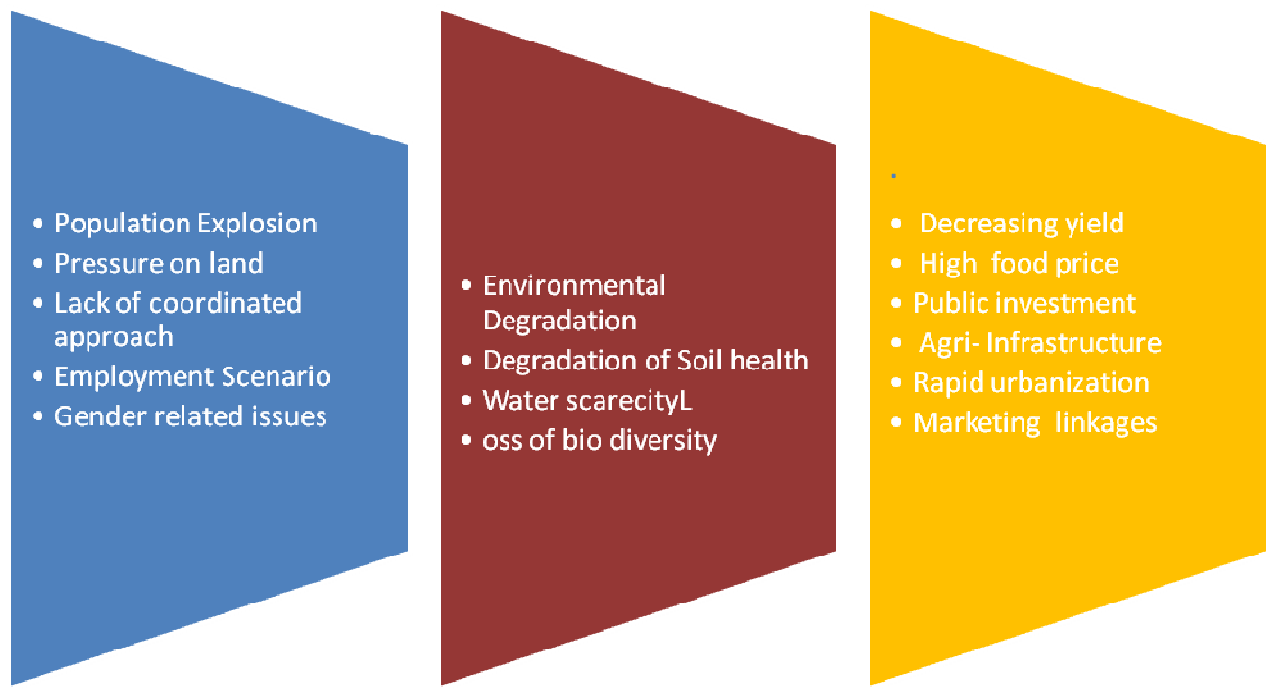 • Population Explosion
• Pressure on land
• Lack of coordinated
approach
• Employment Scenario
• Gender related issues
• Environmental
Degradation
• Degradation of Soil health
• Water scarecityL
• oss of bio diversity
•
• Decreasing yield
• High food price
• Public investment
• Agri- Infrastructure
• Rapid urbanization
• Marketing linkages